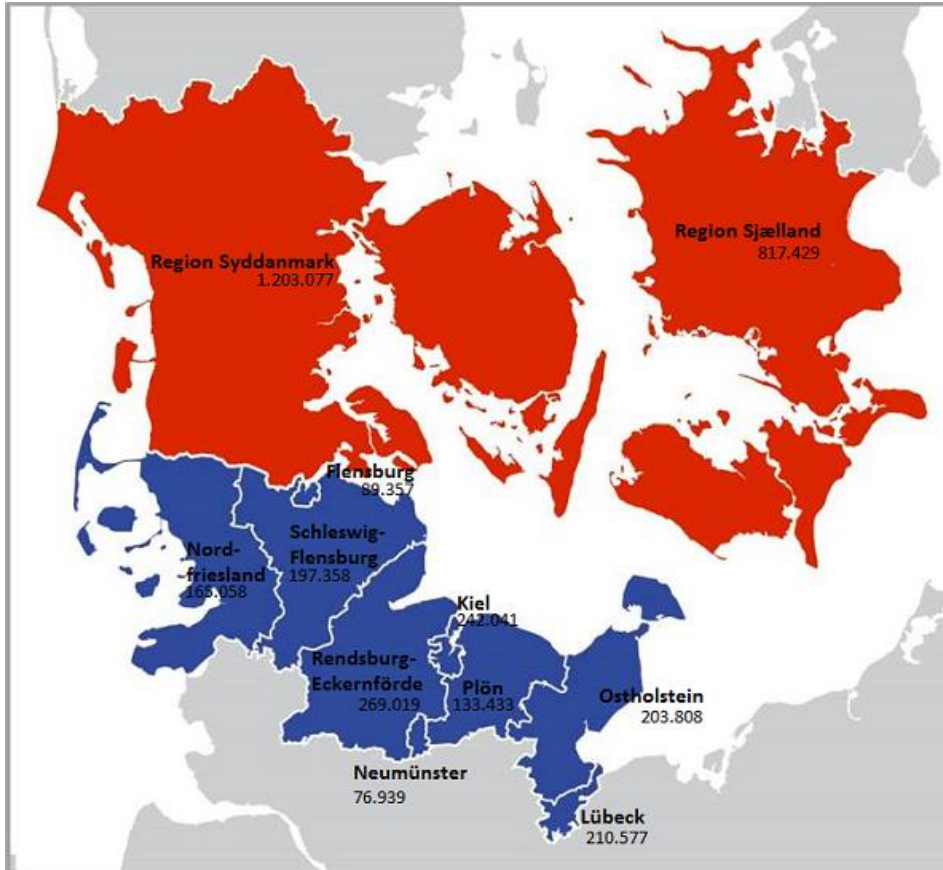 Region Sjælland
817.429
Region Syddanmark
1.203.077
Flensburg
89.357
Schleswig-
Flensburg
197.358
Nord-
friesland
165.058
Kiel
242.041
Rendsburg-
Eckernförde
269.019
Plön
133.433
Ostholstein
203.808
Neumünster
76.939
Lübeck
210.577